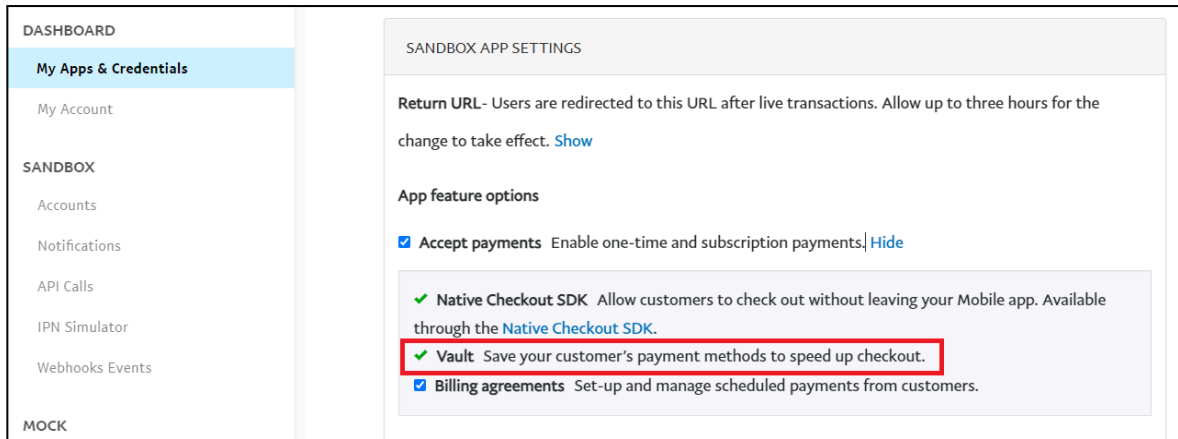 DASHBOARD
My Apps & Credentials
My Account
SANDBOX
Accounts
Notifications
API Calls
IPN Simulator
Webhooks Events
MOCK
SANDBOX APP SETTINGS
Return URL- Users are redirected to this URL after live transactions. Allow up to three hours for the
change to take effect. Show
App feature options
Accept payments Enable one-time and subscription payments. Hide
Native Checkout SDK Allow customers to check out without leaving your Mobile app. Available
through the Native Checkout SDK.
Vault Save your customer's payment methods to speed up checkout.
Billing agreements Set-up and manage scheduled payments from customers.